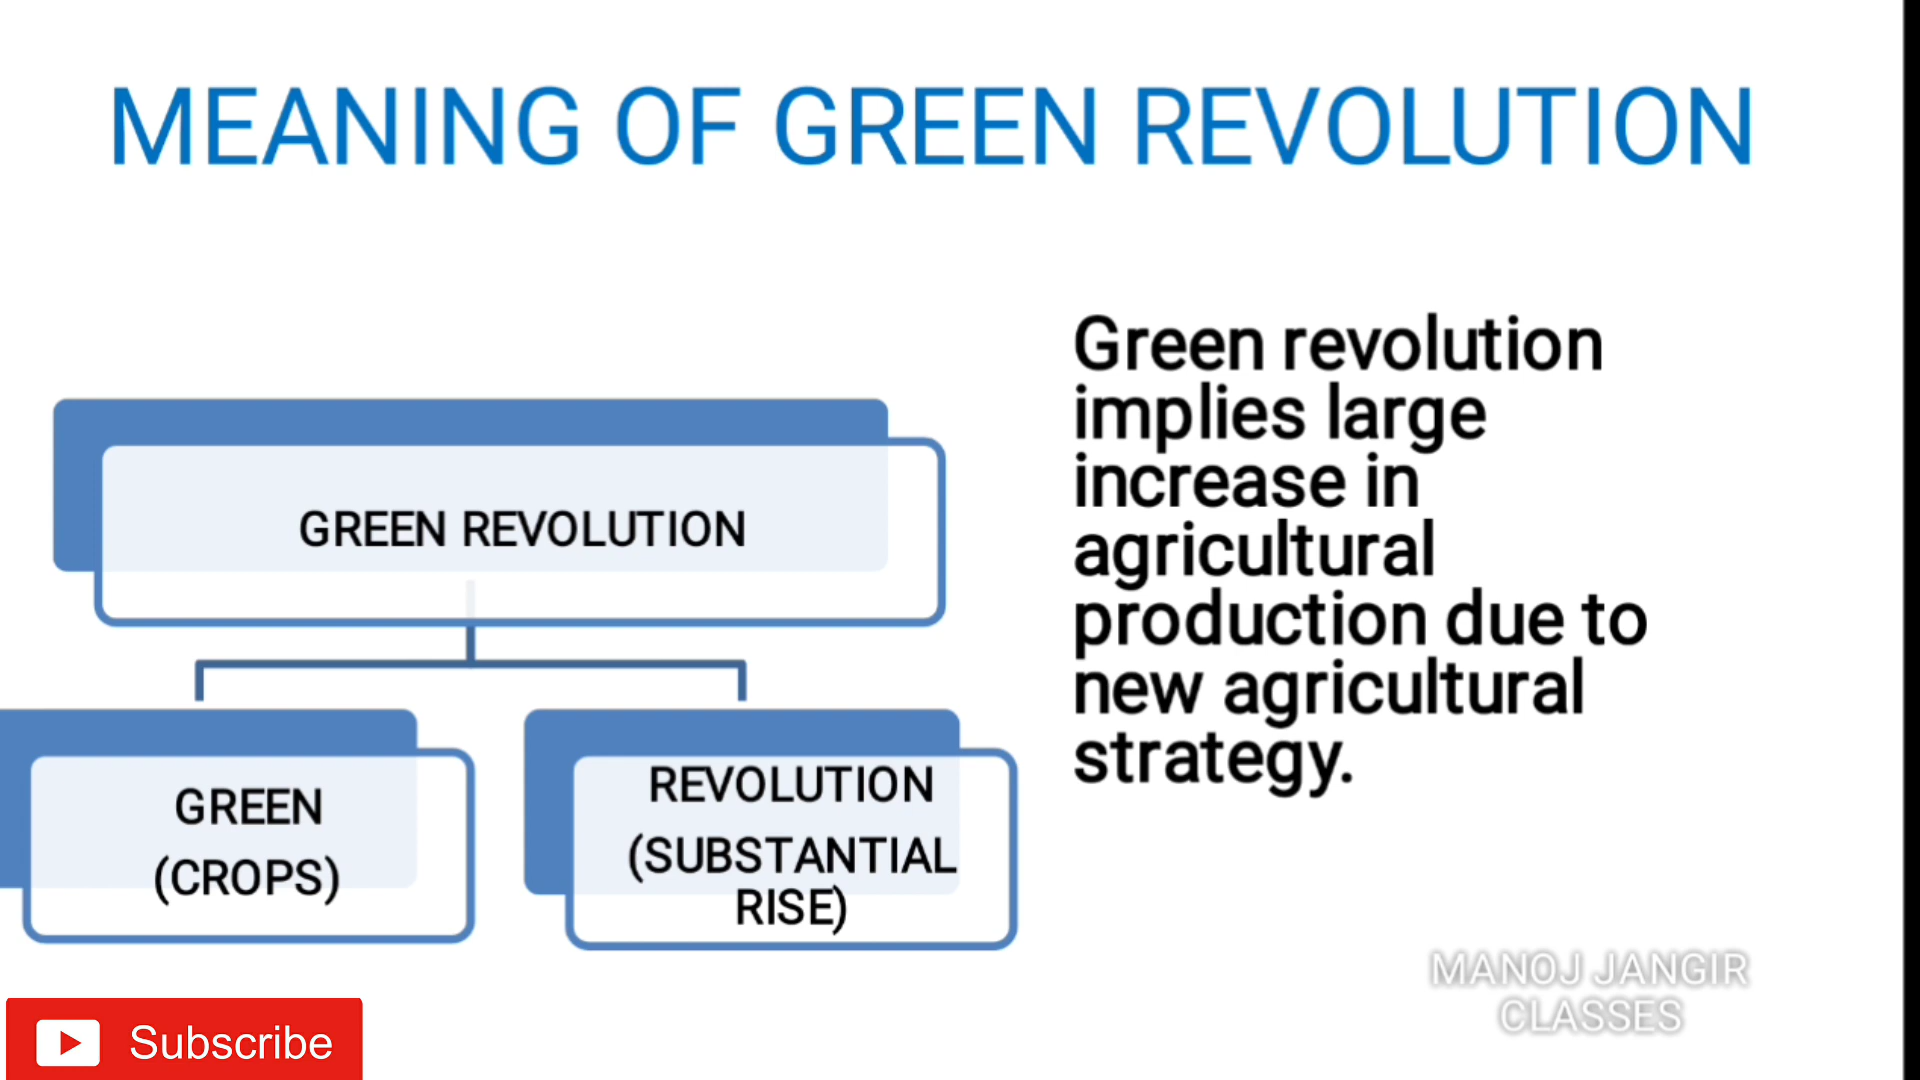 MEANING OF GREEN REVOLUTION
GREEN REVOLUTION
GREEN
(CROPS)
REVOLUTION
(SUBSTANTIAL
RISE)
Green revolution
implies large
increase in
agricultural
production due to
new agricultural
strategy.
MANOJ JANGIR
CLASSES
Subscribe